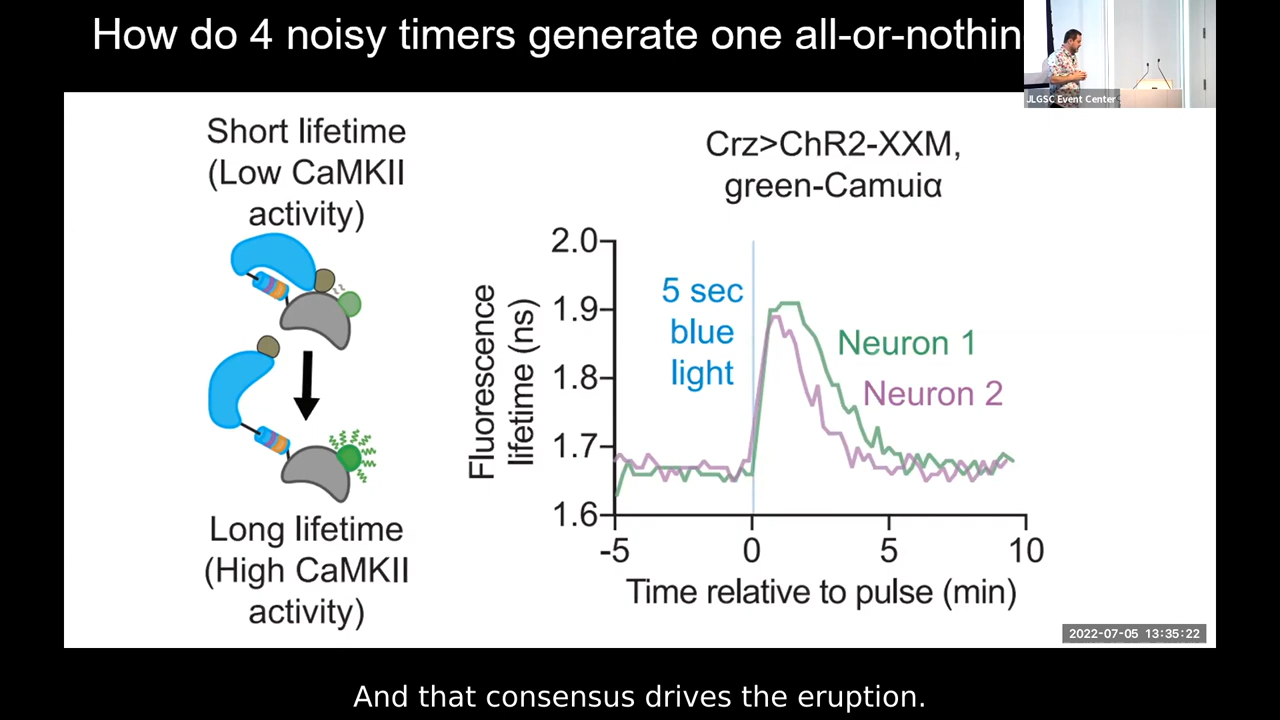 How do 4 noisy timers generate one all-or-nothin
JLGSC Event Center
Short lifetime
(Low CaMKII
activity)
Long lifetime
(High CaMKII
activity)
Crz>ChR2-XXM,
green-Camuiα
Fluorescence
lifetime (ns)
2.0
1.9
1.8
1.7
1.6
5 sec
blue
light
Neuron 1
Neuron 2
-5 0 5 10
Time relative to pulse (min)
2022-07-05 13:35:22
And that consensus drives the eruption.